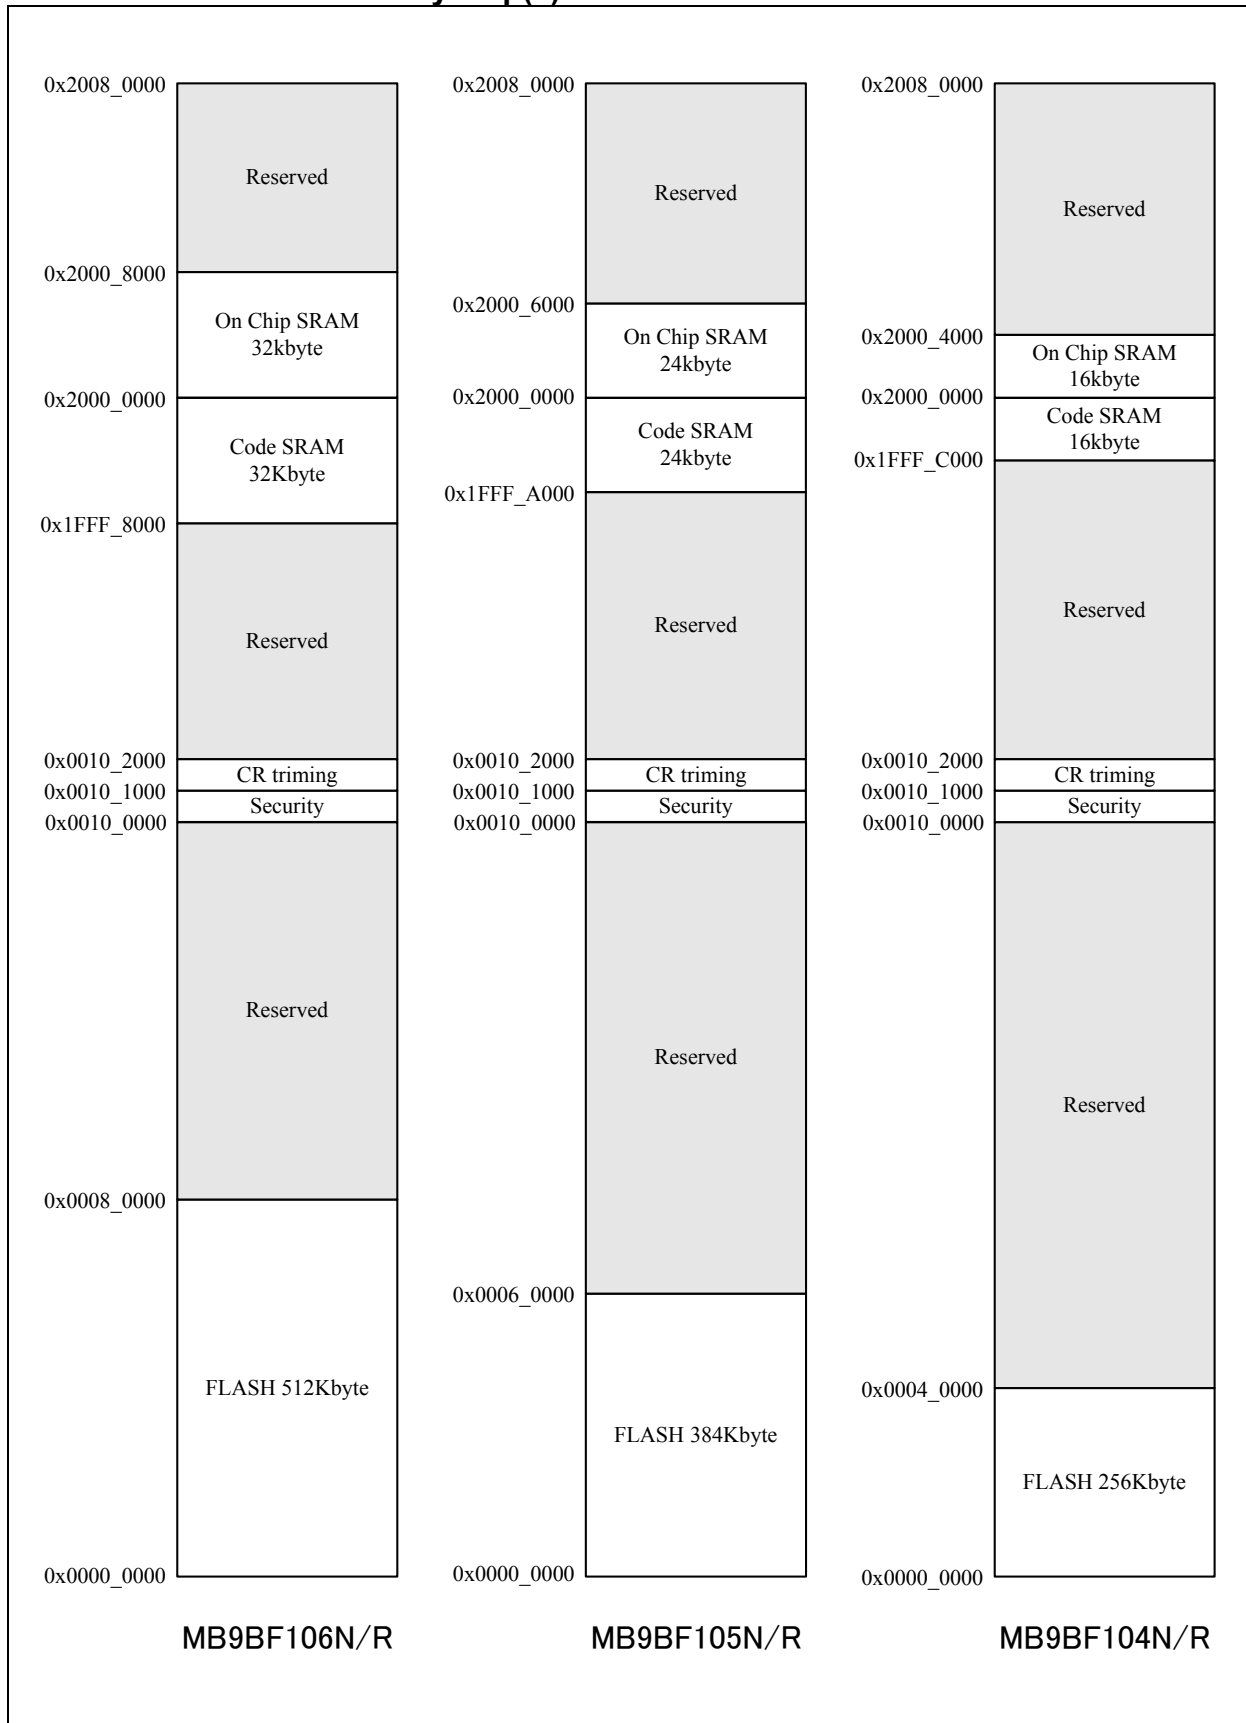 0x2008_0000
Reserved
0x2000_8000
On Chip SRAM
32kbyte
0x2000_0000
Code SRAM
32Kbyte
0x1FFF_8000
Reserved
0x0010_2000
CR triming
0x0010_1000
Security
0x0010_0000
Reserved
0x0008_0000
FLASH 512Kbyte
0x0000_0000
MB9BF106N/R
0x2008_0000
Reserved
0x2000_6000
On Chip SRAM
24kbyte
0x2000_0000
Code SRAM
24kbyte
0x1FFF_A000
Reserved
0x0010_2000
CR triming
0x0010_1000
Security
0x0010_0000
Reserved
0x0006_0000
FLASH 384Kbyte
0x0000_0000
MB9BF105N/R
0x2008_0000
Reserved
0x2000_4000
On Chip SRAM
16kbyte
0x2000_0000
Code SRAM
16kbyte
0x1FFF_C000
Reserved
0x0010_2000
CR triming
0x0010_1000
Security
0x0010_0000
Reserved
0x0004_0000
FLASH 256Kbyte
0x0000_0000
MB9BF104N/R